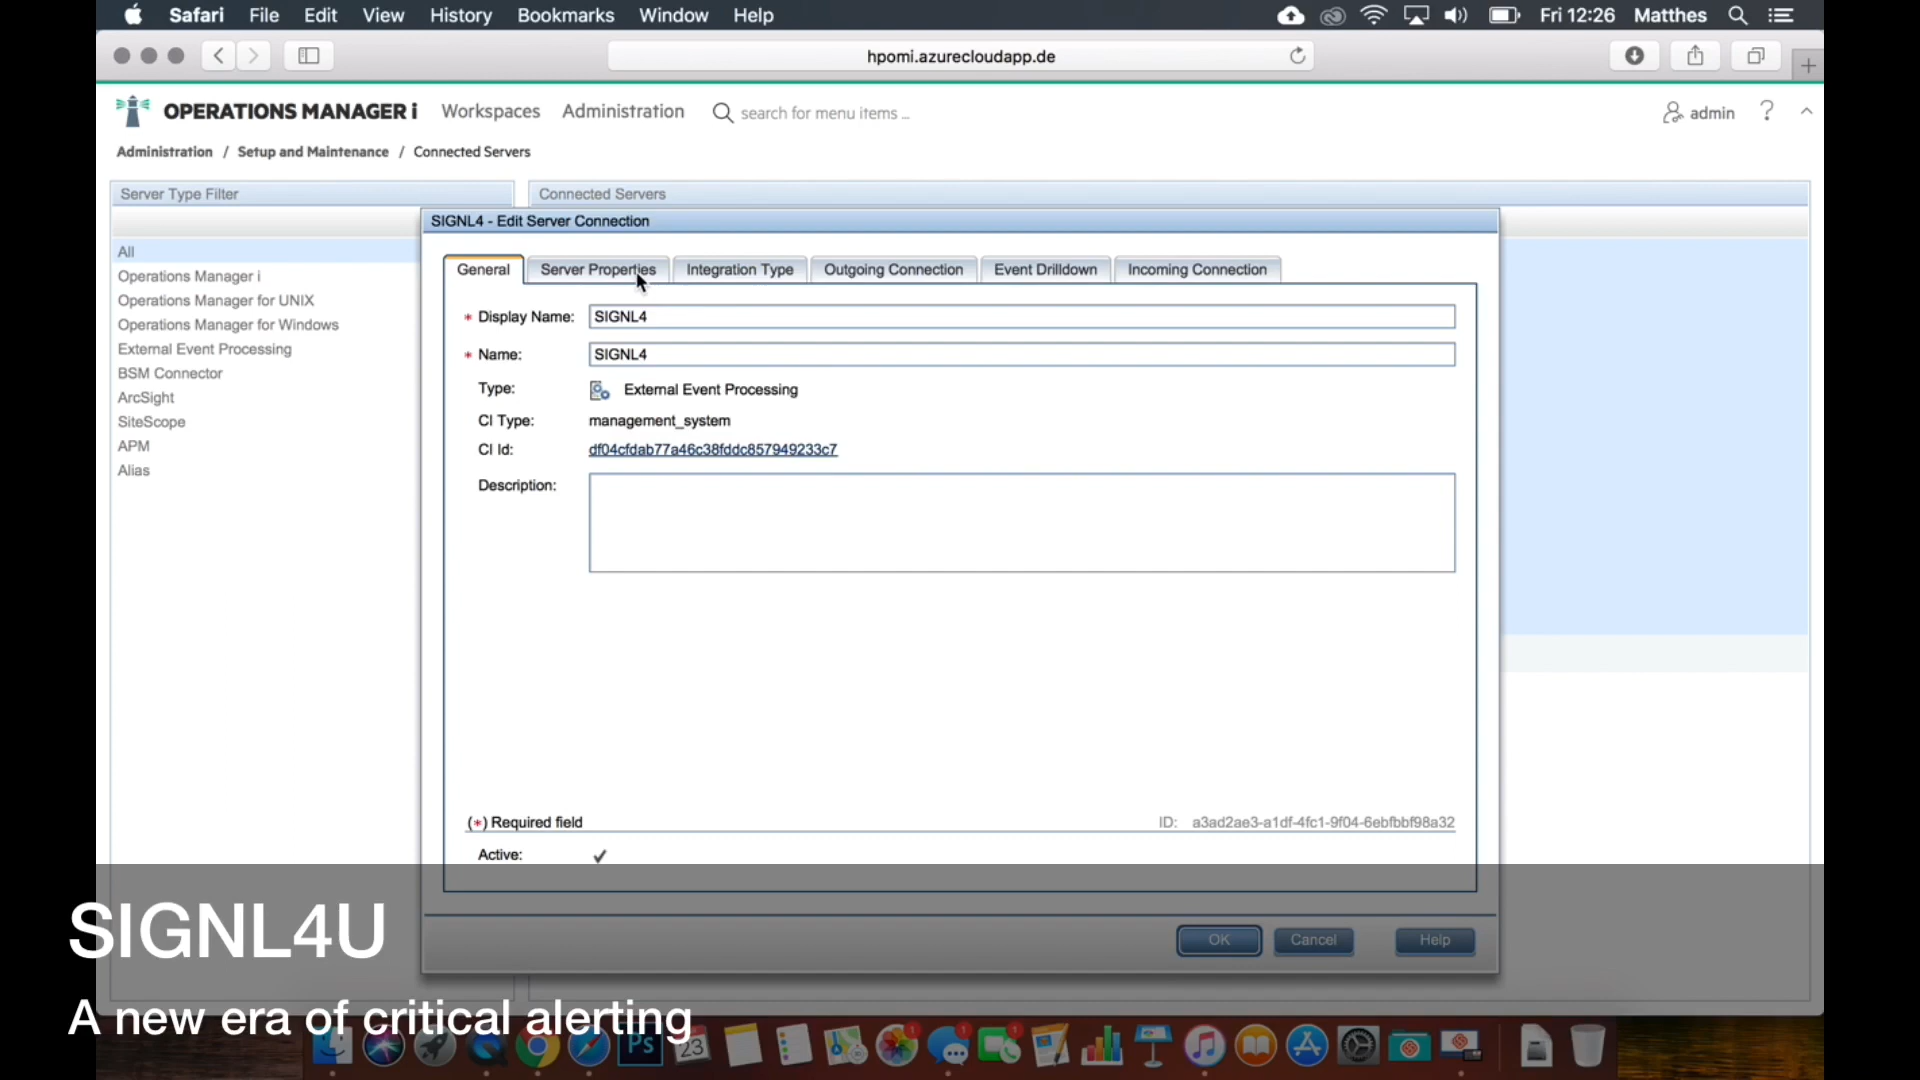 Safari File Edit View History Bookmarks Window Help Fri 12:26 Matthes
hpomi.azurecloudapp.de
OPERATIONS MANAGER i Workspaces Administration search for menu items ... admin ?
Administration / Setup and Maintenance / Connected Servers
Server Type Filter
Connected Servers
All
Operations Manager i
Operations Manager for UNIX
Operations Manager for Windows
External Event Processing
BSM Connector
ArcSight
SiteScope
APM
Alias
SIGNL4 - Edit Server Connection
General Server Properties Integration Type Outgoing Connection Event Drilldown Incoming Connection
* Display Name: SIGNL4
* Name: SIGNL4
Type: External Event Processing
CI Type: management_system
CI Id: df04cfdab77a46c38fddc857949233c7
Description:
(*) Required field ID: a3ad2ae3-a1df-4fc1-9f04-6ebfbbf98a32
Active: ✓
OK Cancel Help
SIGNL4U
A new era of critical alerting
Ps 23 1 1 1